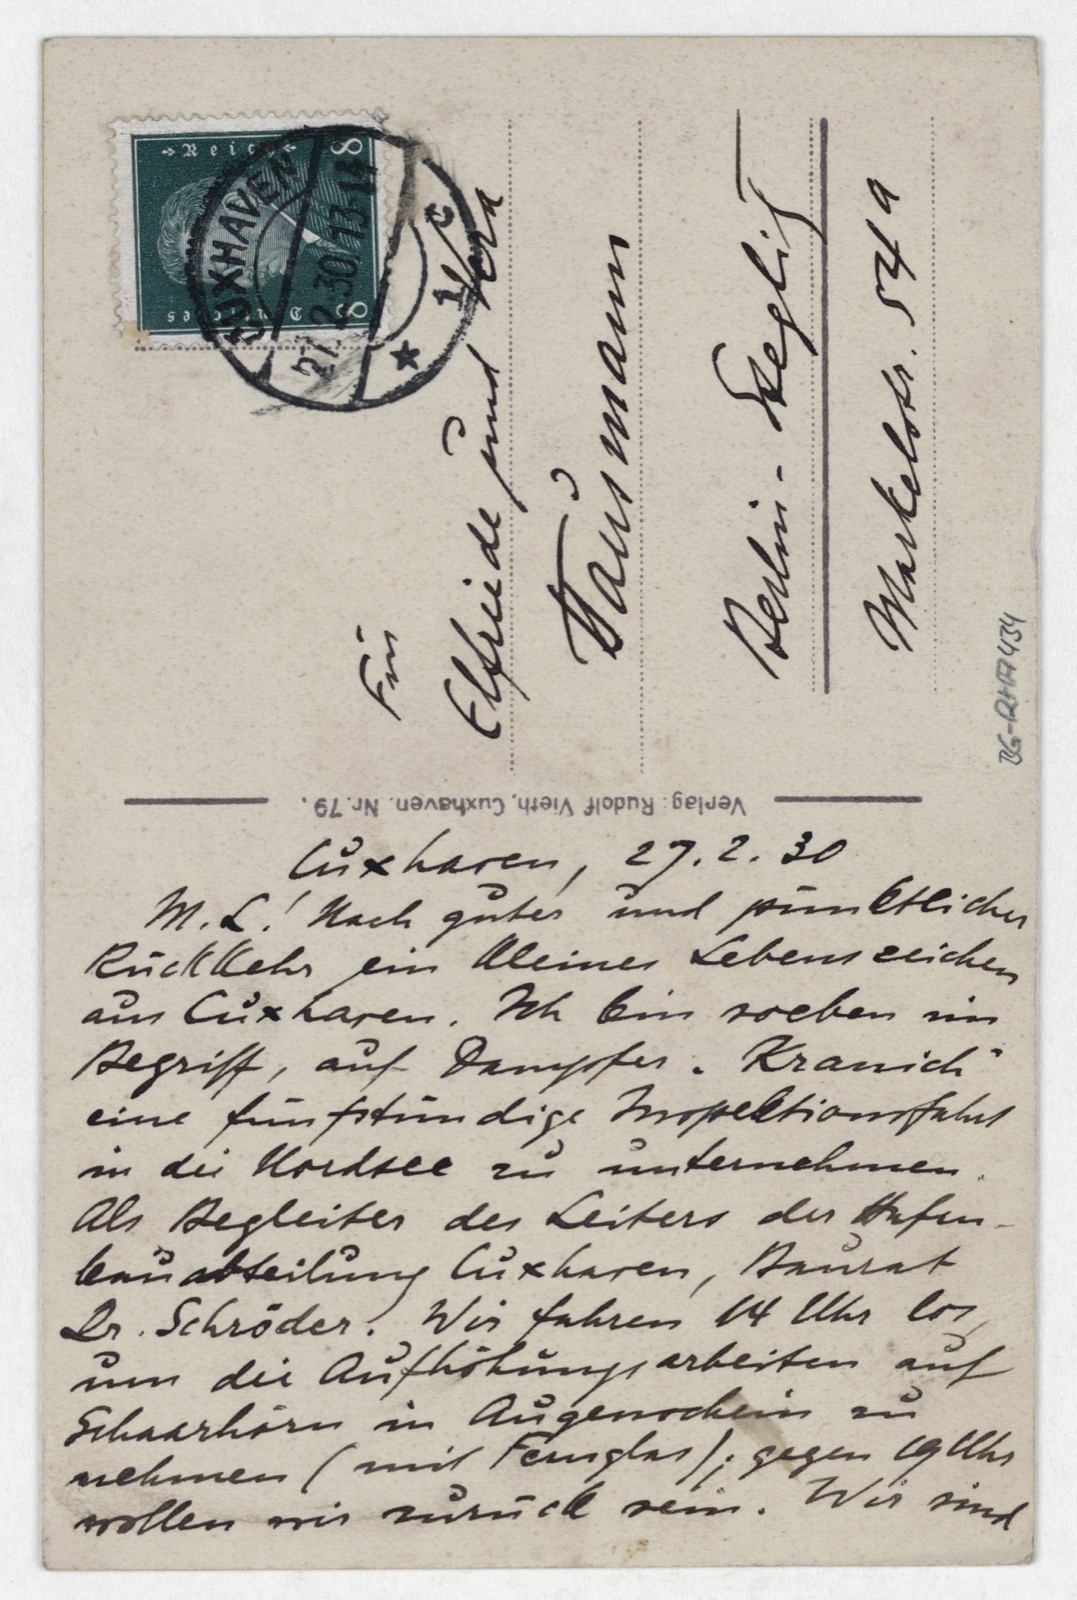 Deutsches Reich
8 8
CUXHAVEN
27.2.30.13-14
★ 1/c
Für
Elfriede und Vera
Hausmann
Berlin-Steglitz
Markelstr. 54a
BG-RHA 434
Verlag: Rudolf Vieth, Cuxhaven. Nr. 79.
Cuxhaven, 27.2.30
M.L.! Nach guter und pünktlicher
Rückkehr ein kleines Lebenszeichen
aus Cuxhaven. Ich bin soeben im
Begriff, auf Dampfer „Kranich"
eine fünfstündige Inspektionsfahrt
in die Nordsee zu unternehmen.
Als Begleiter des Leiters der Hafen-
bauabteilung Cuxhaven, Baurat
Dr. Schröder. Wir fahren 14 Uhr los,
um die Aufhöhungsarbeiten auf
Schaarhörn in Augenschein zu
nehmen (mit Fernglas); gegen 19 Uhr
wollen wir zurück sein. Wir sind